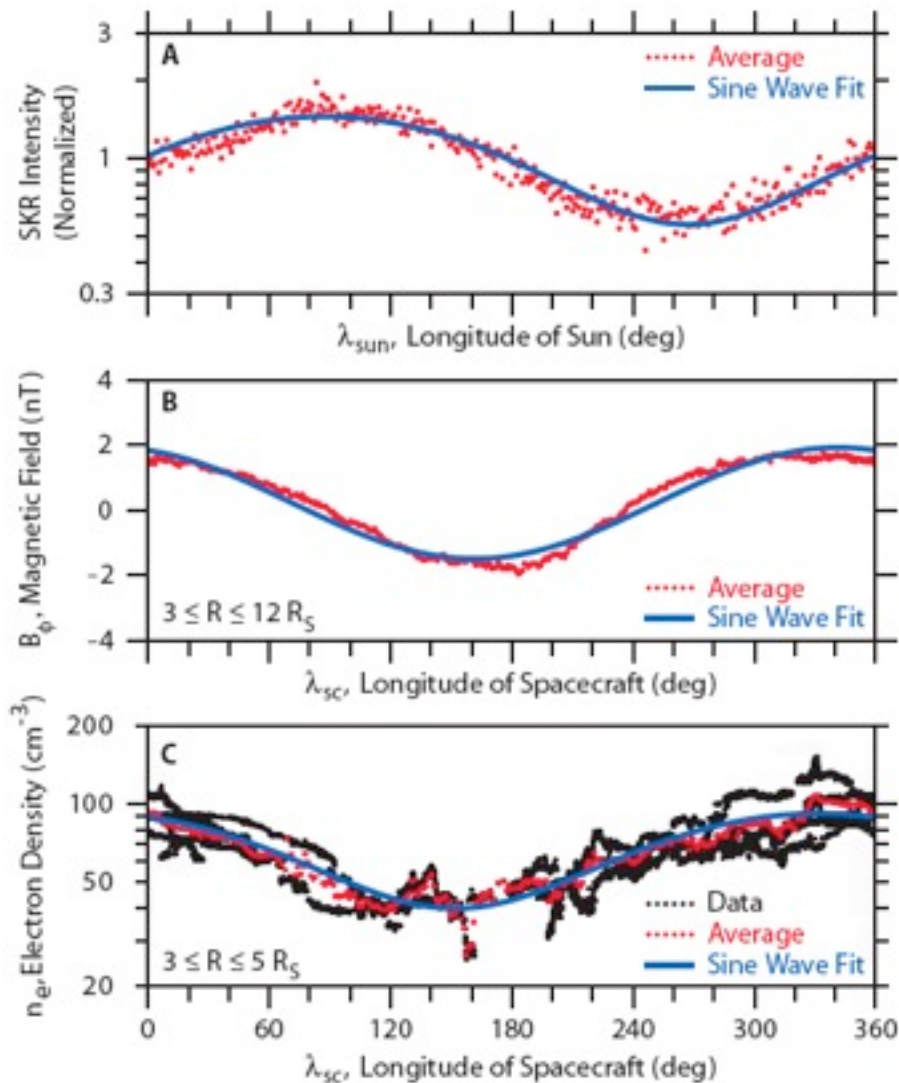 A
Average
Sine Wave Fit
SKR Intensity
(Normalized)
3
1
0.3
λsun, Longitude of Sun (deg)
B
Bϕ, Magnetic Field (nT)
4
2
0
-2
-4
3 ≤ R ≤ 12 RS
Average
Sine Wave Fit
λsc, Longitude of Spacecraft (deg)
C
ne, Electron Density (cm-3)
200
100
50
20
3 ≤ R ≤ 5 RS
Data
Average
Sine Wave Fit
0 60 120 180 240 300 360
λsc, Longitude of Spacecraft (deg)